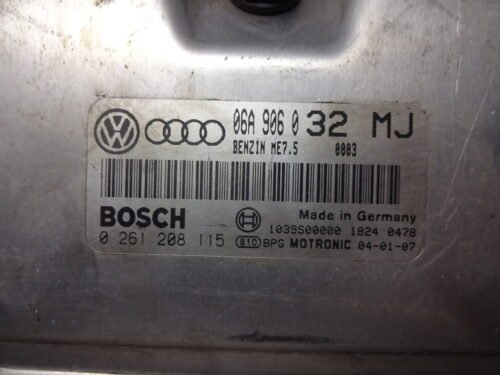 06A 906 0 32 MJ
BENZIN ME7.5 0003
BOSCH
Made in Germany
1039S00000 1824 0478
0 261 208 115 810 BPG MOTRONIC 04-01-07